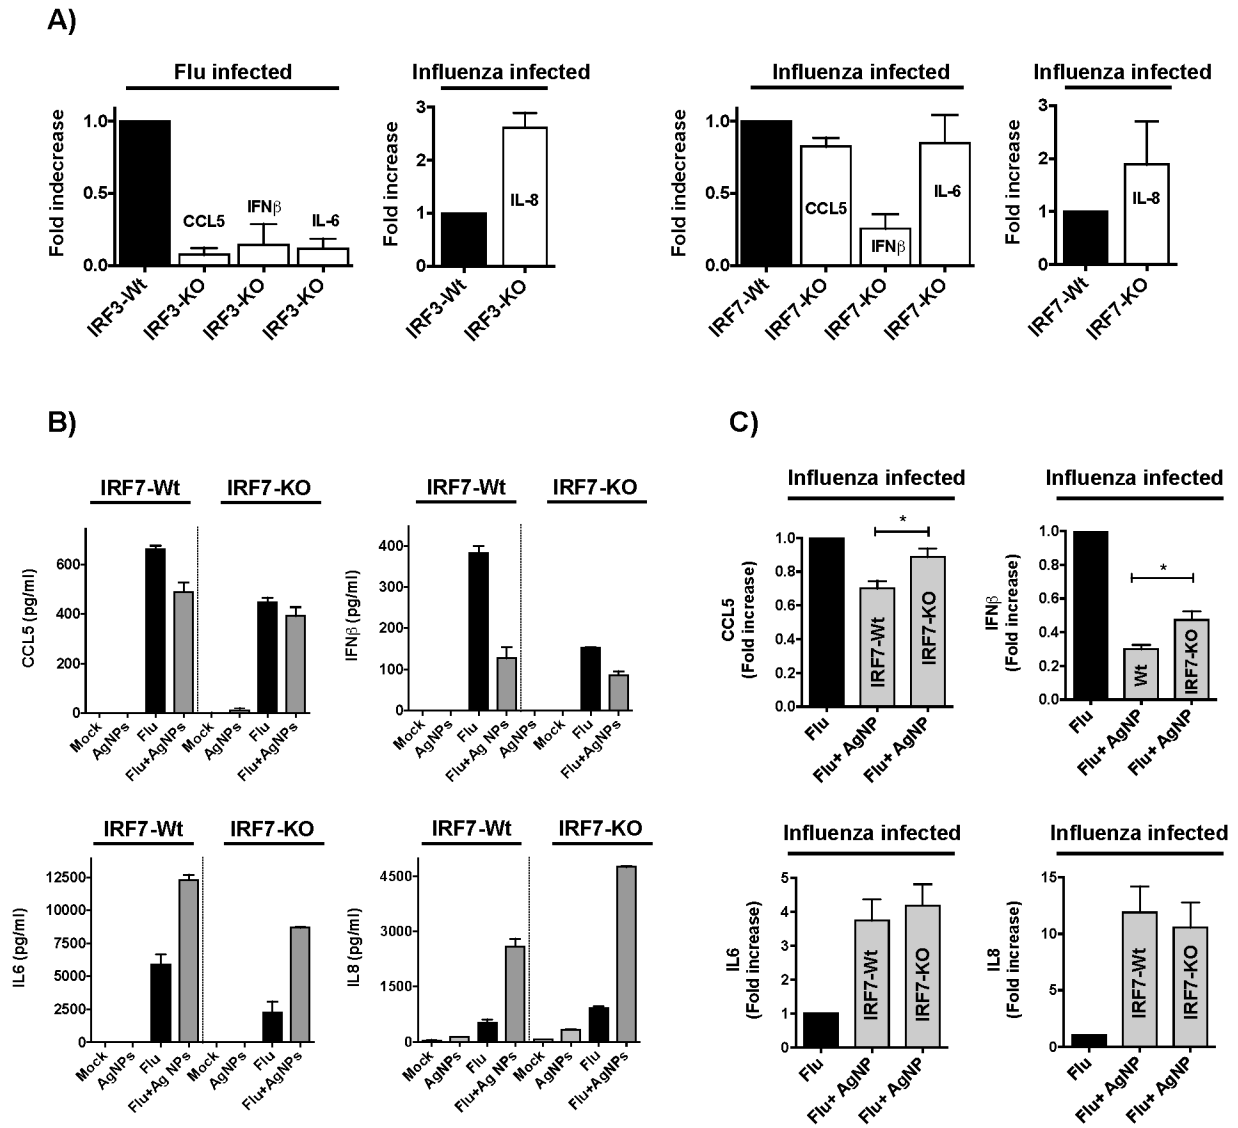 A)
Flu infected
Fold indecrease
1.0
0.5
0.0
CCL5
IFNβ
IL-6
IRF3-Wt
IRF3-KO
IRF3-KO
IRF3-KO
Influenza infected
Fold increase
3
2
1
0
IL-8
IRF3-Wt
IRF3-KO
Influenza infected
Fold indecrease
1.0
0.5
0.0
CCL5
IFNβ
IL-6
IRF7-Wt
IRF7-KO
IRF7-KO
IRF7-KO
Influenza infected
Fold increase
3
2
1
0
IL-8
IRF7-Wt
IRF7-KO
B)
IRF7-Wt
IRF7-KO
CCL5 (pg/ml)
600
400
200
0
Mock
AgNPs
Flu
Flu+AgNPs
Mock
AgNPs
Flu
Flu+AgNPs
IRF7-Wt
IRF7-KO
IFNβ (pg/ml)
400
300
200
100
0
Mock
AgNPs
Flu
Flu+Ag NPs
AgNPs
Mock
Flu
Flu+AgNPs
IRF7-Wt
IRF7-KO
IL6 (pg/ml)
12500
10000
7500
5000
2500
0
Mock
AgNPs
Flu
Flu+Ag NPs
Mock
AgNPs
Flu
Flu+AgNPs
IRF7-Wt
IRF7-KO
IL8 (pg/ml)
4500
3000
1500
0
Mock
AgNPs
Flu
Flu+Ag NPs
Mock
AgNPs
Flu
Flu+AgNPs
C)
Influenza infected
CCL5
(Fold increase)
1.0
0.8
0.6
0.4
0.2
0.0
*
IRF7-Wt
IRF7-KO
Flu
Flu+ AgNP
Flu+ AgNP
Influenza infected
IFNβ
(Fold increase)
1.0
0.8
0.6
0.4
0.2
0.0
*
Wt
IRF7-KO
Flu
Flu+ AgNP
Flu+ AgNP
Influenza infected
IL6
(Fold increase)
5
4
3
2
1
0
IRF7-Wt
IRF7-KO
Flu
Flu+ AgNP
Flu+ AgNP
Influenza infected
IL8
(Fold increase)
15
10
5
0
IRF7-Wt
IRF7-KO
Flu
Flu+ AgNP
Flu+ AgNP